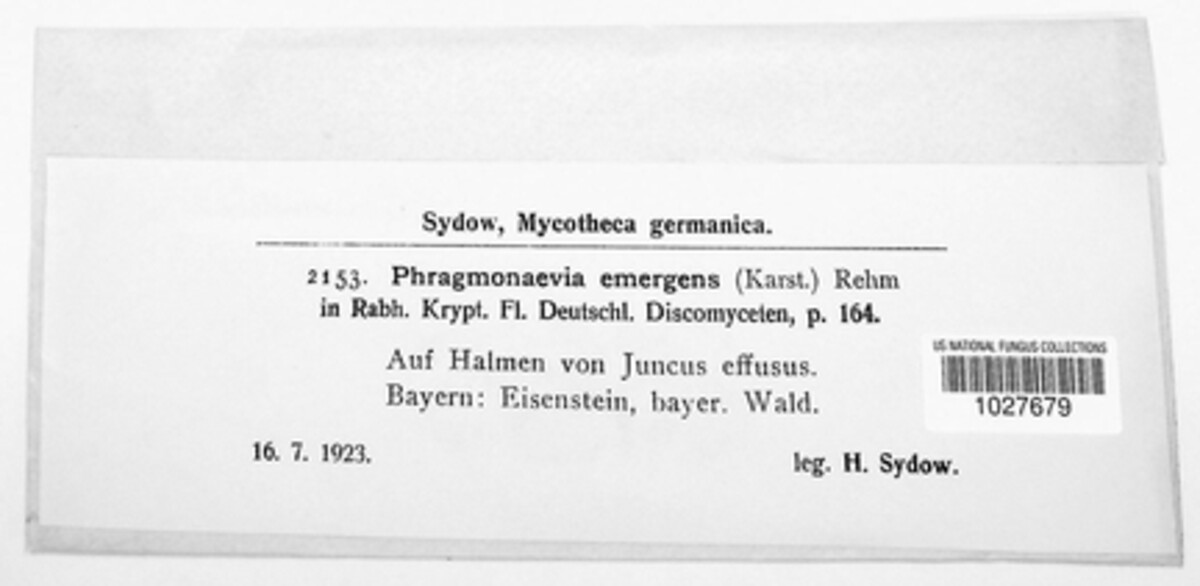 Sydow, Mycotheca germanica.
2153. Phragmonaevia emergens (Karst.) Rehm
in Rabh. Krypt. Fl. Deutschl. Discomyceten, p. 164.
Auf Halmen von Juncus effusus.
Bayern: Eisenstein, bayer. Wald.
16. 7. 1923.
leg. H. Sydow.
US NATIONAL FUNGUS COLLECTIONS
1027679